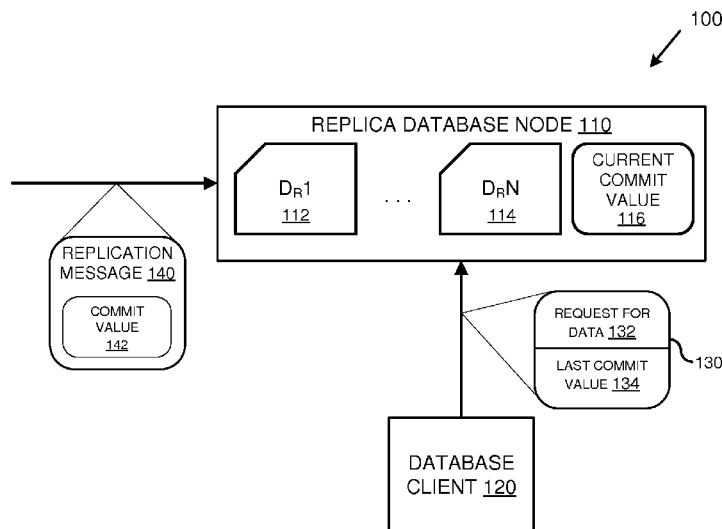 100
REPLICA DATABASE NODE 110
DR1
112
. . .
DRN
114
CURRENT
COMMIT
VALUE
116
REPLICATION
MESSAGE 140
COMMIT
VALUE
142
REQUEST FOR
DATA 132
LAST COMMIT
VALUE 134
130
DATABASE
CLIENT 120